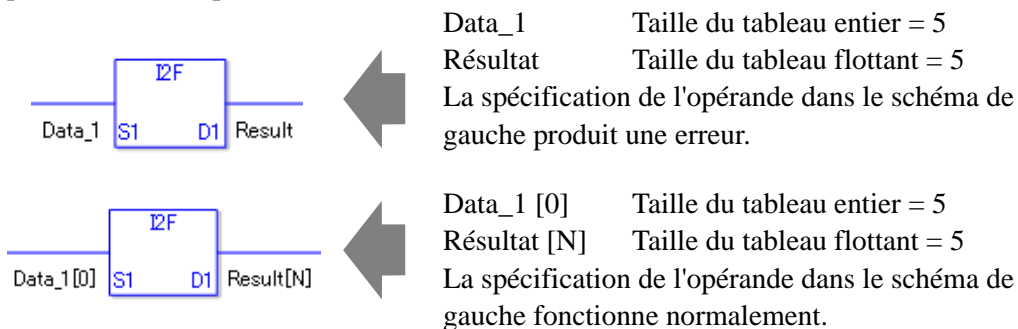 Data_1 Taille du tableau entier = 5
Résultat Taille du tableau flottant = 5
La spécification de l'opérande dans le schéma de
gauche produit une erreur.
I2F
Data_1 S1 D1 Result
Data_1 [0] Taille du tableau entier = 5
Résultat [N] Taille du tableau flottant = 5
La spécification de l'opérande dans le schéma de
gauche fonctionne normalement.
I2F
Data_1[0] S1 D1 Result[N]